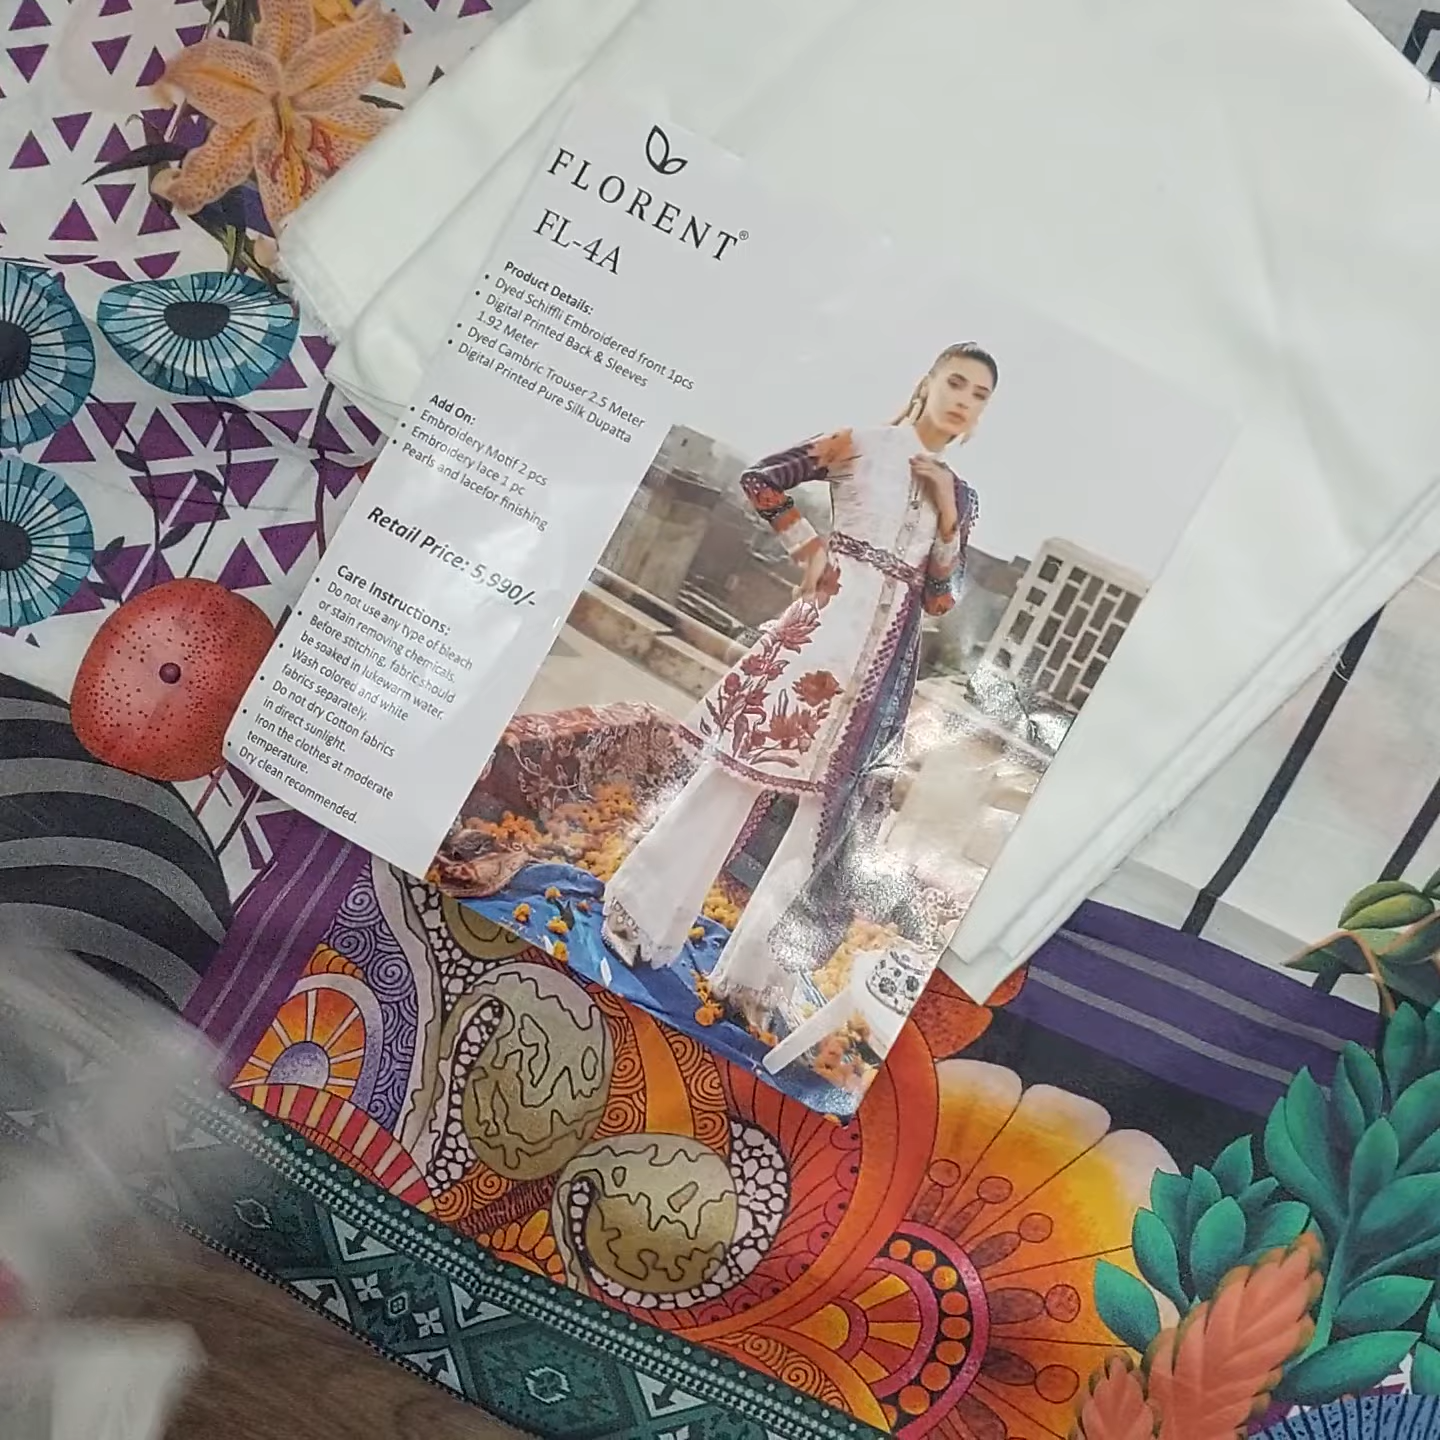 FLORENT®
FL-4A
Product Details:
• Dyed Schiffli Embroidered front 1pcs
• Digital Printed Back & Sleeves
1.92 Meter
• Dyed Cambric Trouser 2.5 Meter
• Digital Printed Pure Silk Dupatta
Add On:
• Embroidery Motif 2 pcs
• Embroidery lace 1 pc
• Pearls and lacefor finishing
Retail Price: 5,990/-
Care Instructions:
• Do not use any type of bleach
or stain removing chemicals.
• Before stitching, fabric should
be soaked in lukewarm water.
• Wash colored and white
fabrics separately.
• Do not dry Cotton fabrics
in direct sunlight.
• Iron the clothes at moderate
temperature.
• Dry clean recommended.